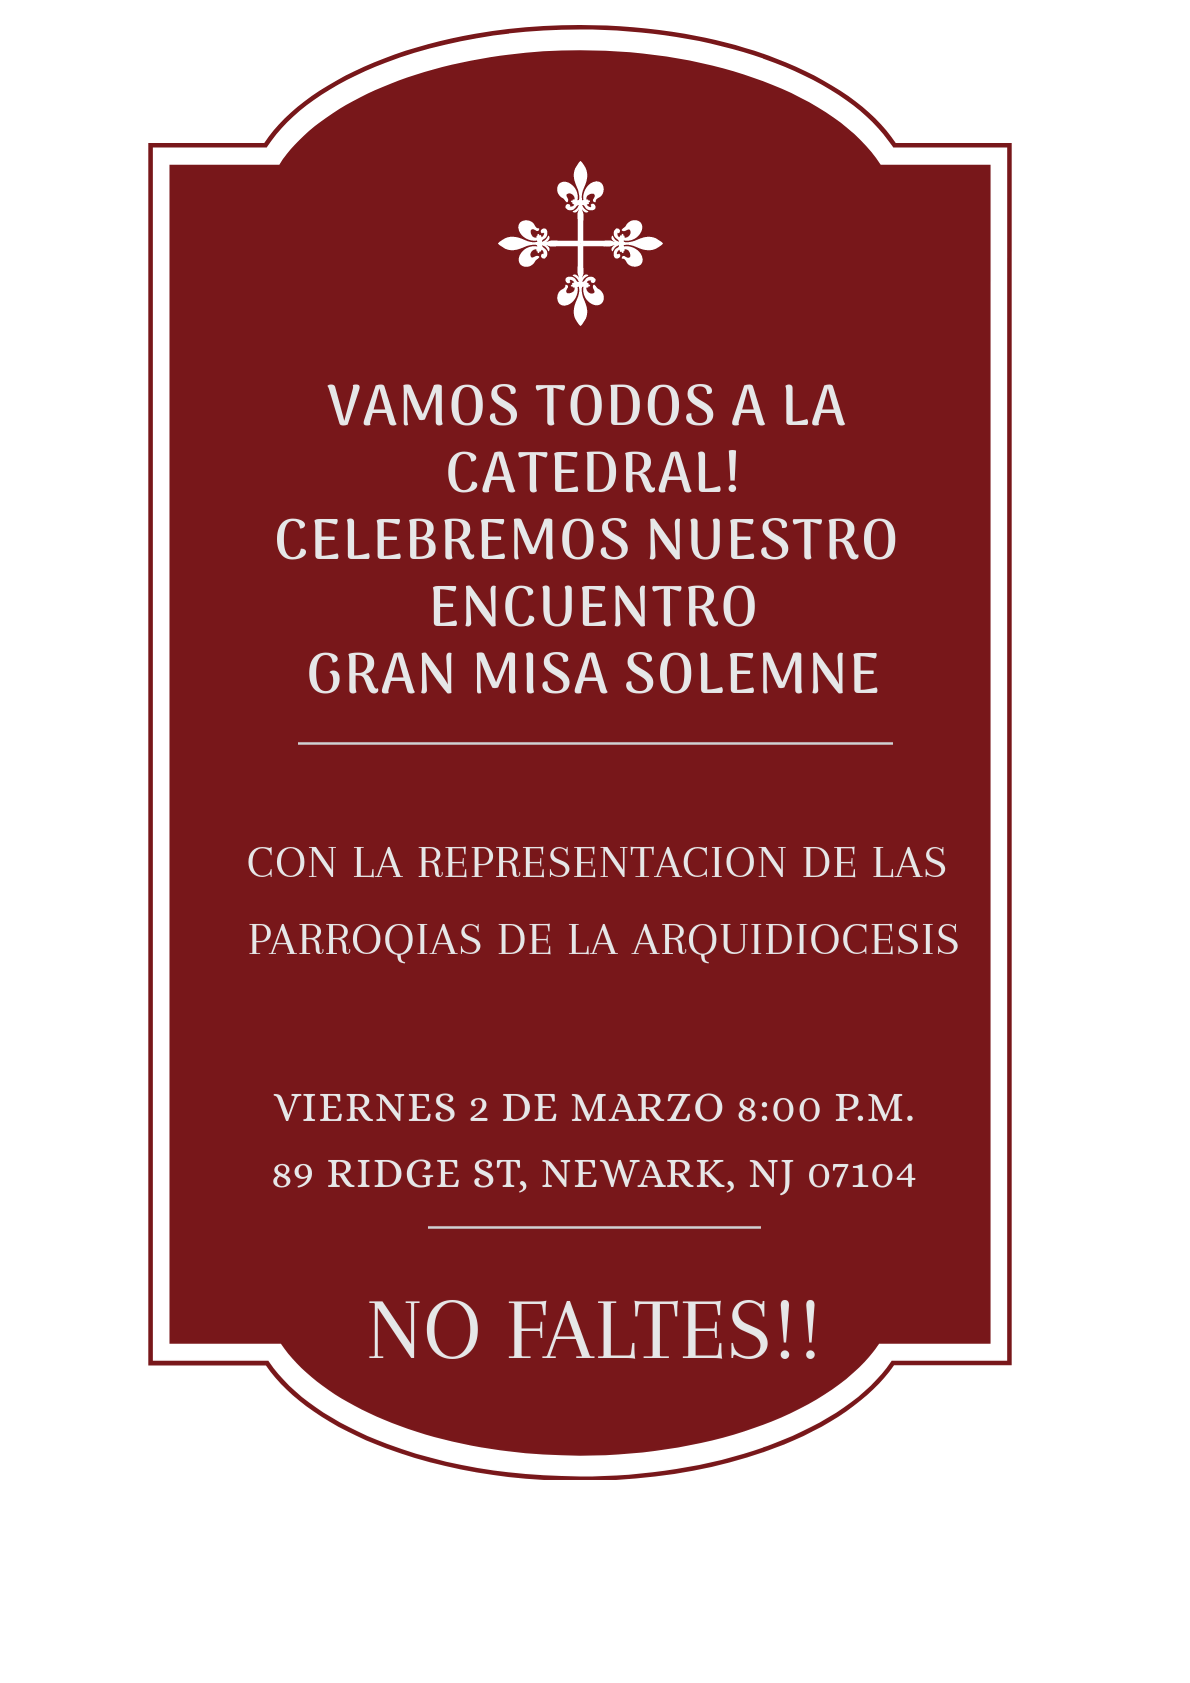 VAMOS TODOS A LA
CATEDRAL!
CELEBREMOS NUESTRO
ENCUENTRO
GRAN MISA SOLEMNE
CON LA REPRESENTACION DE LAS
PARROQIAS DE LA ARQUIDIOCESIS
VIERNES 2 DE MARZO 8:00 P.M.
89 RIDGE ST, NEWARK, NJ 07104
NO FALTES!!